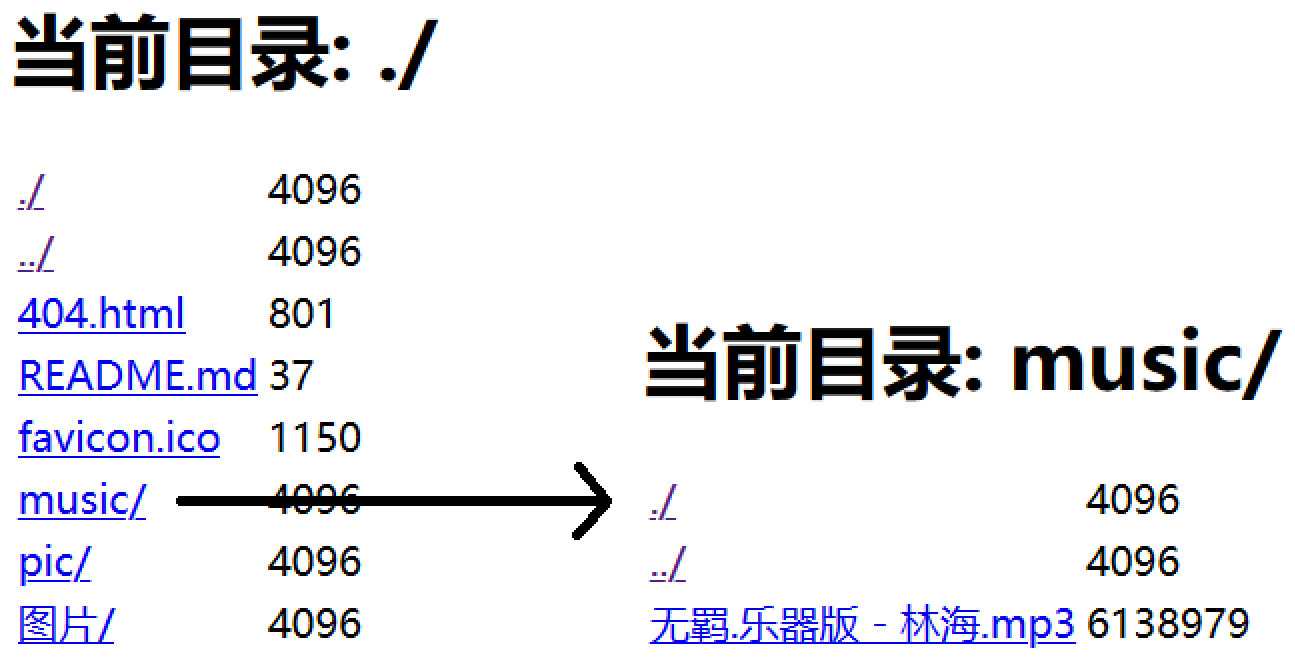 当前目录: ./
./ 4096
../ 4096
404.html 801
README.md 37
favicon.ico 1150
music/ 4096
pic/ 4096
图片/ 4096
当前目录: music/
./ 4096
../ 4096
无羁.乐器版 - 林海.mp3 6138979